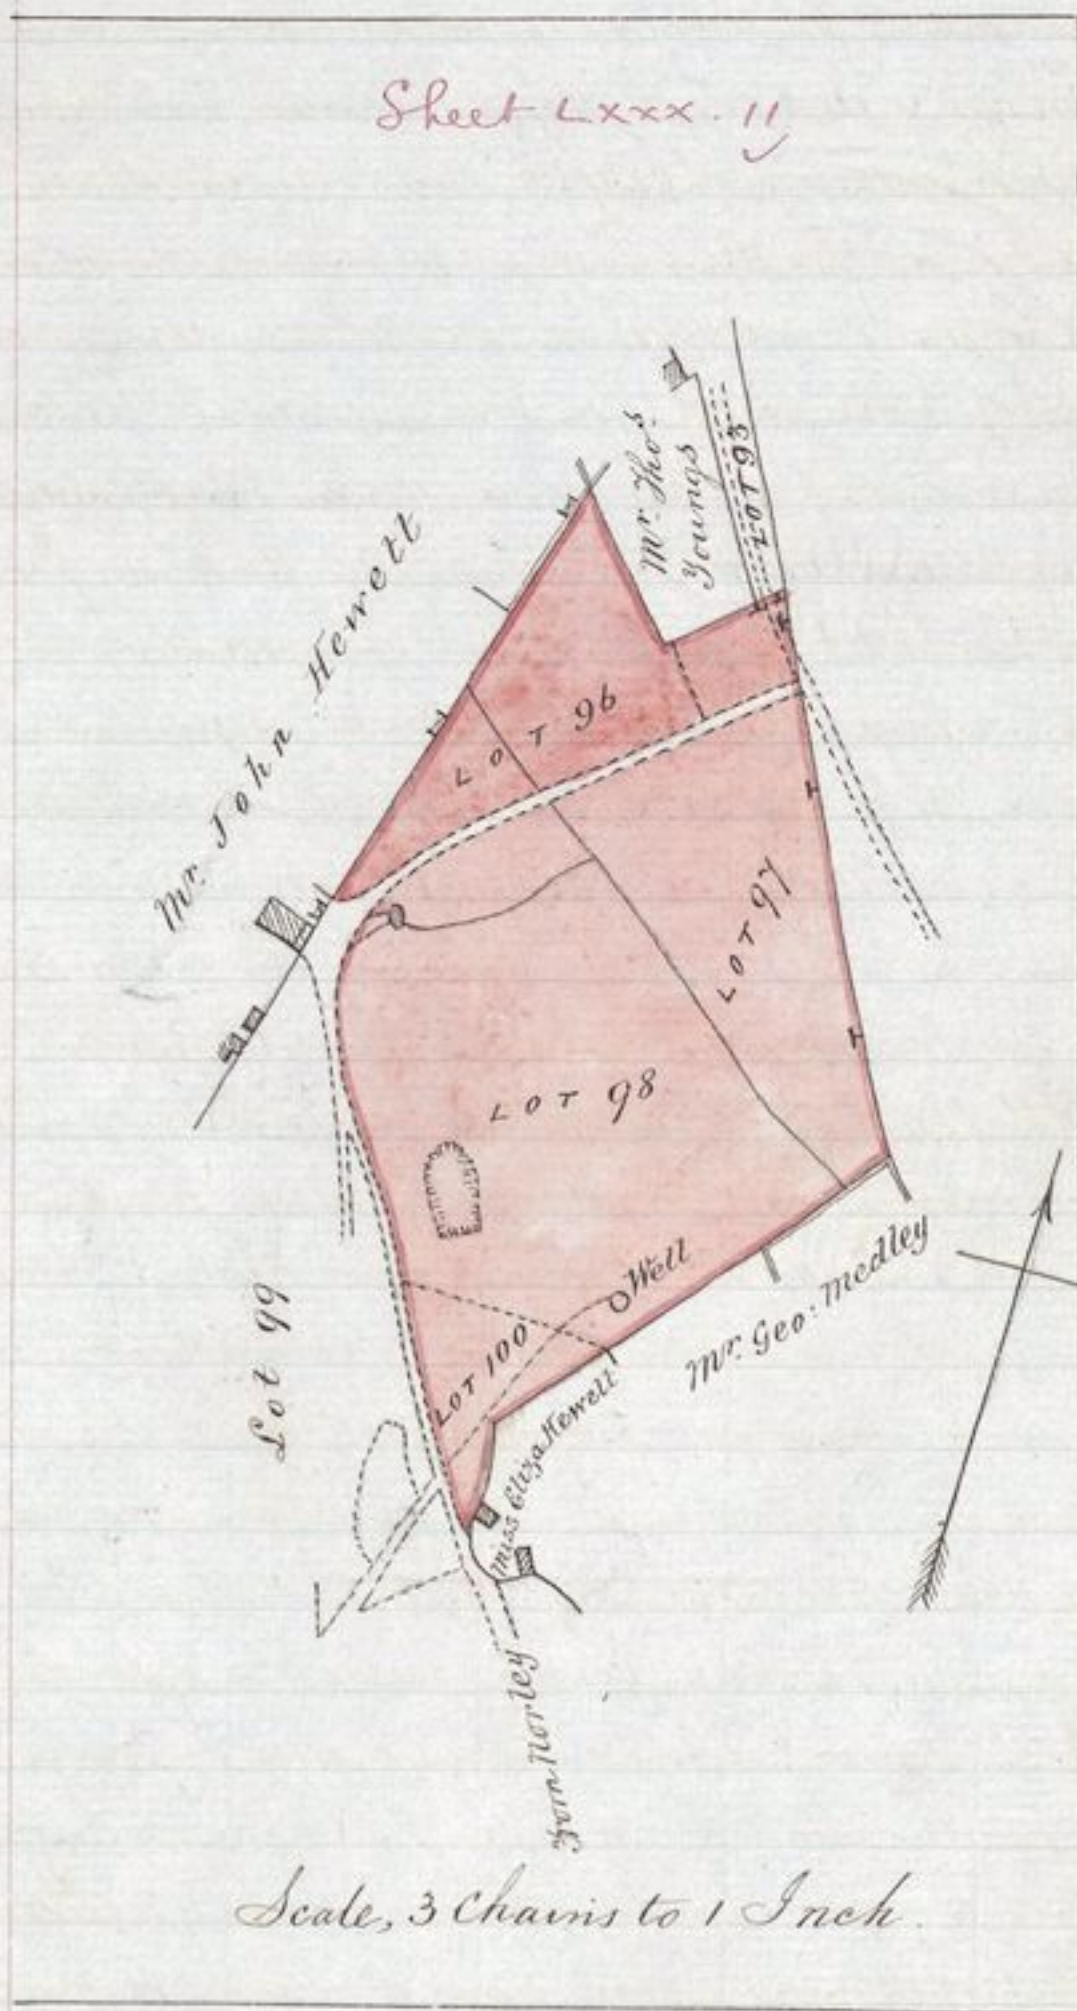 Sheet LXXX. 11
Mr. Thos.
Youngs
LOT 93
Mr. John Hewett
LOT 96
LOT 97
LOT 98
Well
Mr. Geo: Medley
Lot 99
LOT 100
Miss Eliza Hewett
From Norley
Scale, 3 Chains to 1 Inch.